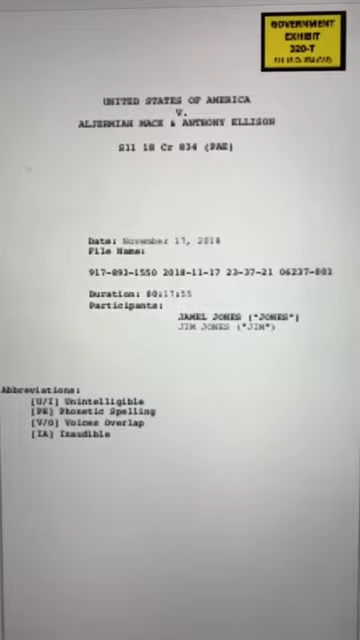 GOVERNMENT
EXHIBIT
320-T
UNITED STATES OF AMERICA
V.
ALJERMIAH MACK & ANTHONY ELLISON
S11 18 Cr 834 (PAE)
Date: November 17, 2018
File Name:
917-893-1550 2018-11-17 23-37-21 06237-001
Duration: 00:17:55
Participants:
JAMEL JONES ("JONES")
JIM JONES ("JIM")
Abbreviations:
[U/I] Unintelligible
[PH] Phonetic Spelling
[V/O] Voices Overlap
[IA] Inaudible